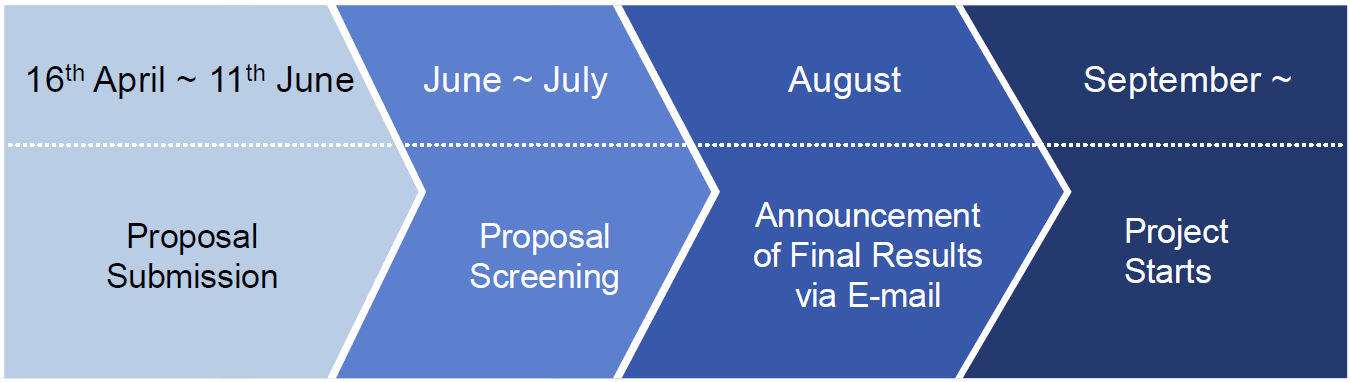 16th April ~ 11th June
June ~ July
August
September ~
Proposal
Submission
Proposal
Screening
Announcement
of Final Results
via E-mail
Project
Starts